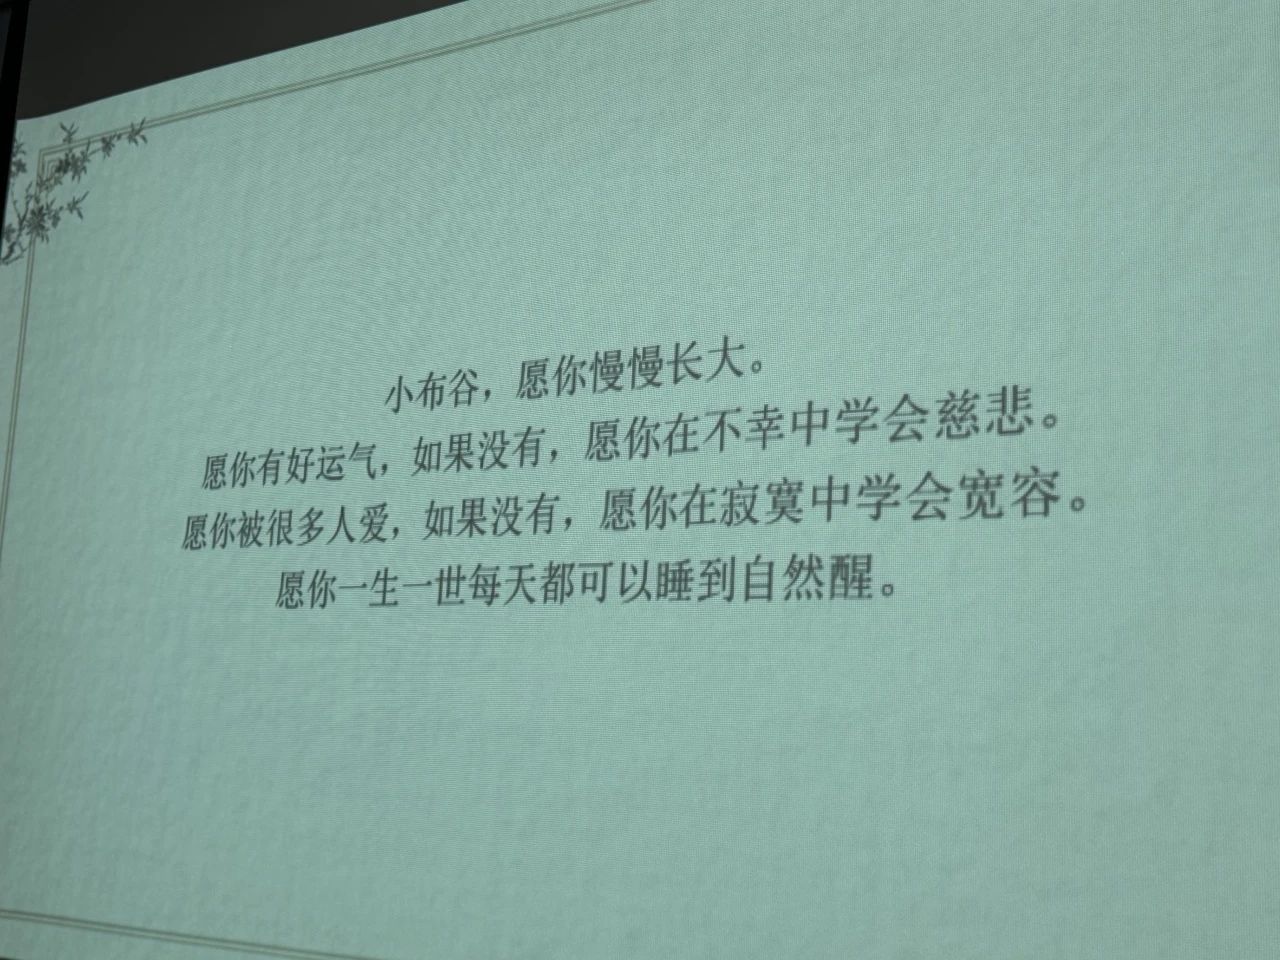 小布谷，愿你慢慢长大。
愿你有好运气，如果没有，愿你在不幸中学会慈悲。
愿你被很多人爱，如果没有，愿你在寂寞中学会宽容。
愿你一生一世每天都可以睡到自然醒。